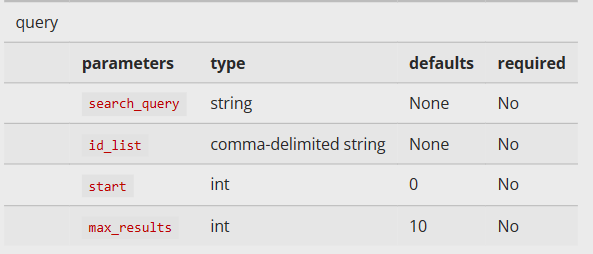 query
parameters type defaults required
search_query string None No
id_list comma-delimited string None No
start int 0 No
max_results int 10 No